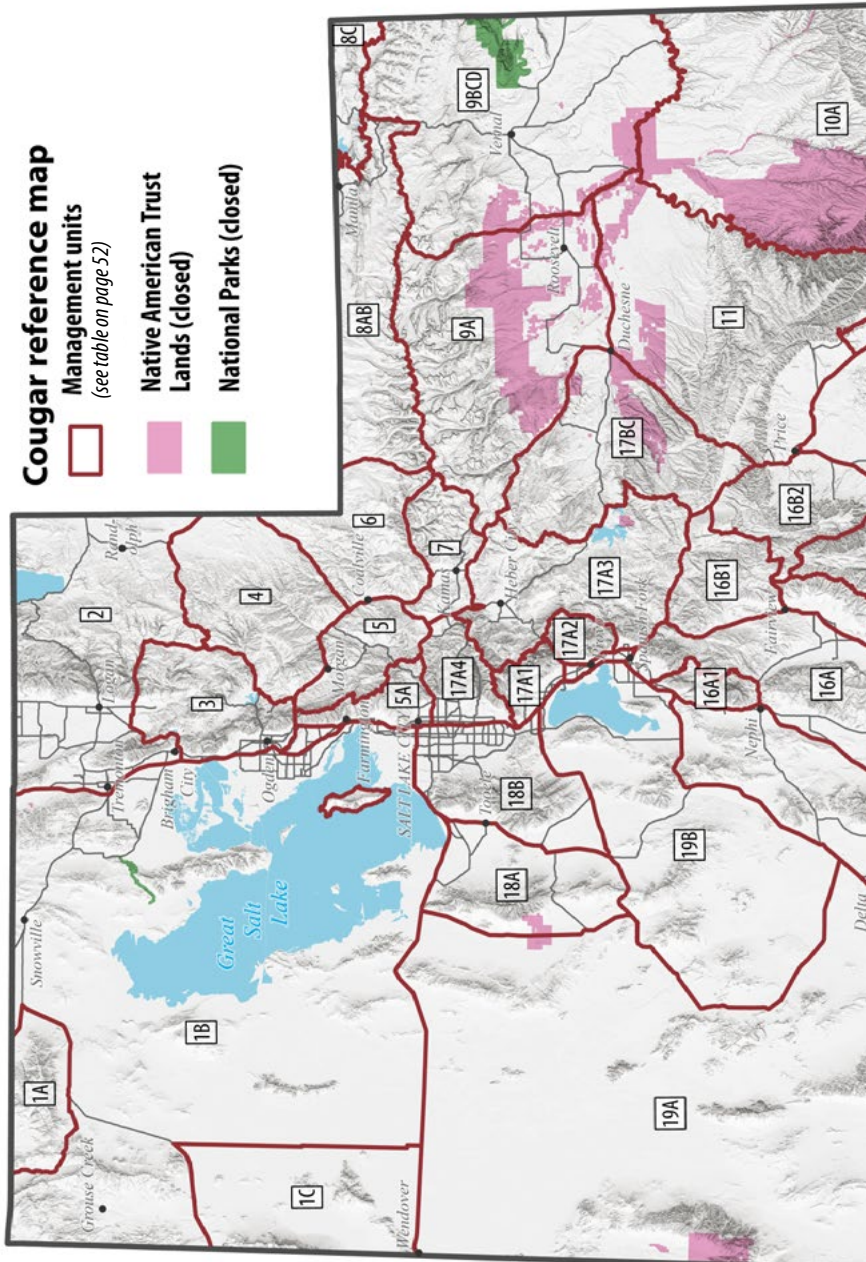 Cougar reference map
Management units
(see table on page 52)
Native American Trust
Lands (closed)
National Parks (closed)
Grouse Creek
1A
Snowville
Tremonton
Logan
2
Rand-
olph
1B
Brigham
City
3
4
1C
Great
Salt
Lake
Ogden
Morgan
Coalville
6
Farmington
5
5A
Wendover
SALT LAKE CITY
17A4
Kamas
7
8AB
Manila
8C
Tooele
18A
18B
17A1
Heber City
9A
Vernal
9BCD
17A2
17A3
Roosevelt
19A
19B
Spanish Fork
17BC
Duchesne
16A1
16B1
11
10A
Nephi
Fairview
16B2
Price
Delta
16A